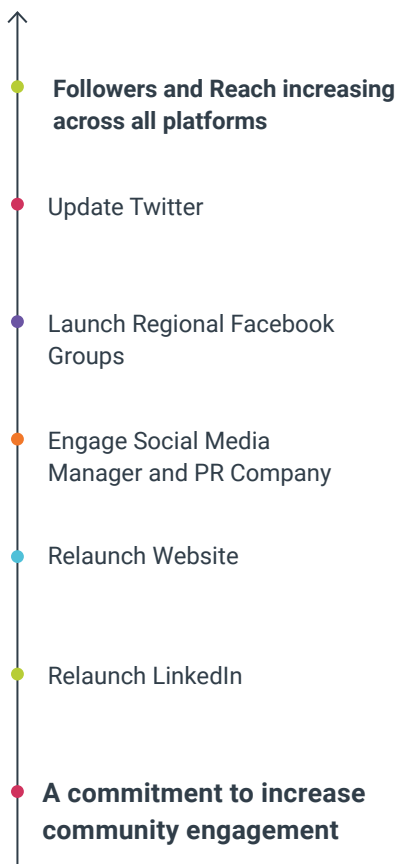 Followers and Reach increasing
across all platforms
Update Twitter
Launch Regional Facebook
Groups
Engage Social Media
Manager and PR Company
Relaunch Website
Relaunch LinkedIn
A commitment to increase
community engagement